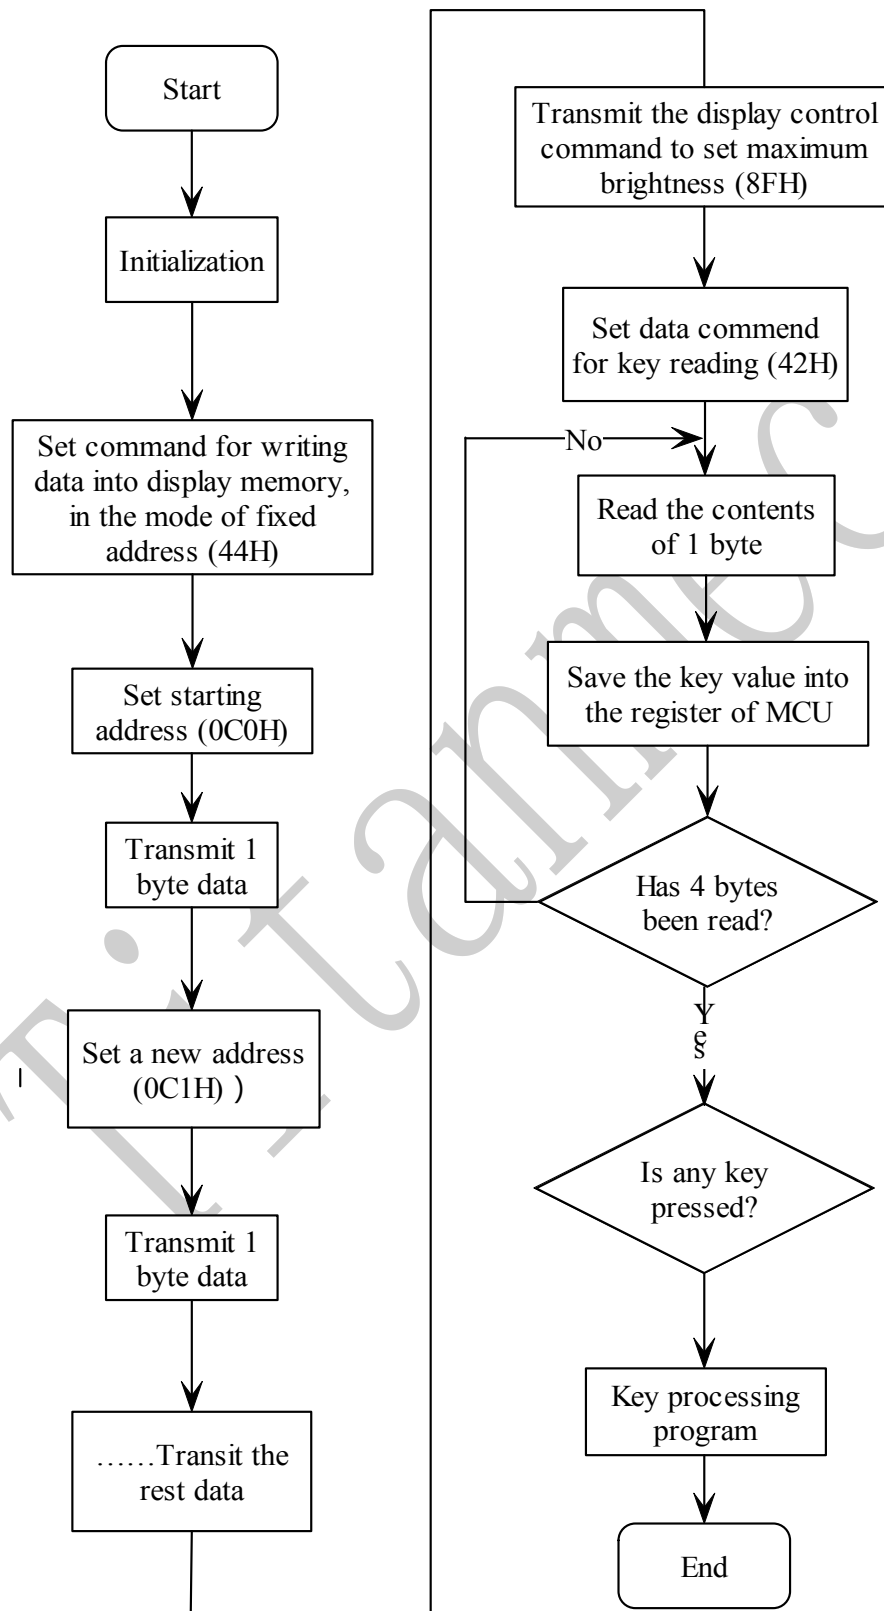 Start
Initialization
Set command for writing
data into display memory,
in the mode of fixed
address (44H)
Set starting
address (0C0H)
Transmit 1
byte data
Set a new address
(0C1H) )
Transmit 1
byte data
……Transit the
rest data
Transmit the display control
command to set maximum
brightness (8FH)
Set data commend
for key reading (42H)
No
Read the contents
of 1 byte
Save the key value into
the register of MCU
Has 4 bytes
been read?
Yes
Is any key
pressed?
Key processing
program
End
Titanmec